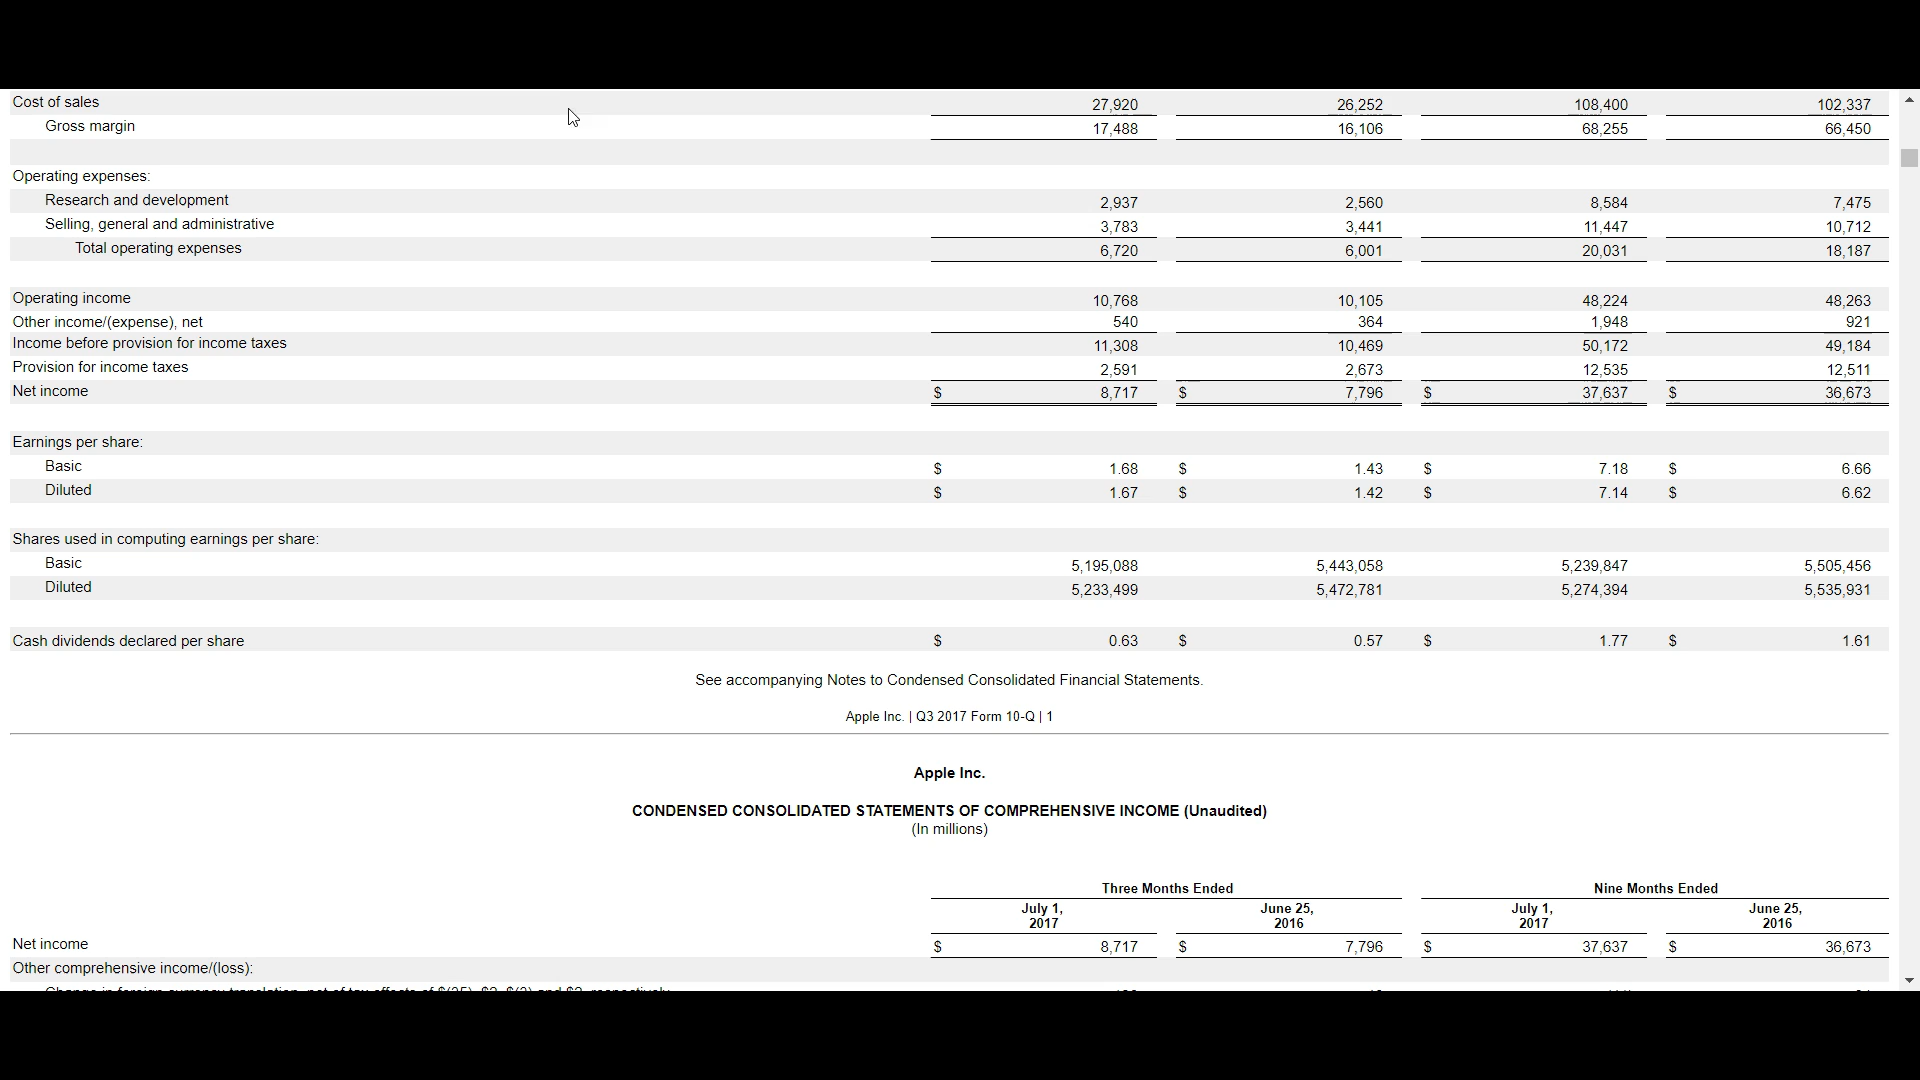 Cost of sales 27,920 26,252 108,400 102,337
Gross margin 17,488 16,106 68,255 66,450
Operating expenses:
Research and development 2,937 2,560 8,584 7,475
Selling, general and administrative 3,783 3,441 11,447 10,712
Total operating expenses 6,720 6,001 20,031 18,187
Operating income 10,768 10,105 48,224 48,263
Other income/(expense), net 540 364 1,948 921
Income before provision for income taxes 11,308 10,469 50,172 49,184
Provision for income taxes 2,591 2,673 12,535 12,511
Net income $ 8,717 $ 7,796 $ 37,637 $ 36,673
Earnings per share:
Basic $ 1.68 $ 1.43 $ 7.18 $ 6.66
Diluted $ 1.67 $ 1.42 $ 7.14 $ 6.62
Shares used in computing earnings per share:
Basic 5,195,088 5,443,058 5,239,847 5,505,456
Diluted 5,233,499 5,472,781 5,274,394 5,535,931
Cash dividends declared per share $ 0.63 $ 0.57 $ 1.77 $ 1.61
See accompanying Notes to Condensed Consolidated Financial Statements.
Apple Inc. | Q3 2017 Form 10-Q | 1
Apple Inc.
CONDENSED CONSOLIDATED STATEMENTS OF COMPREHENSIVE INCOME (Unaudited)
(In millions)
Three Months Ended Nine Months Ended
July 1, June 25, July 1, June 25,
2017 2016 2017 2016
Net income $ 8,717 $ 7,796 $ 37,637 $ 36,673
Other comprehensive income/(loss):
Change in foreign currency translation, net of tax effects of